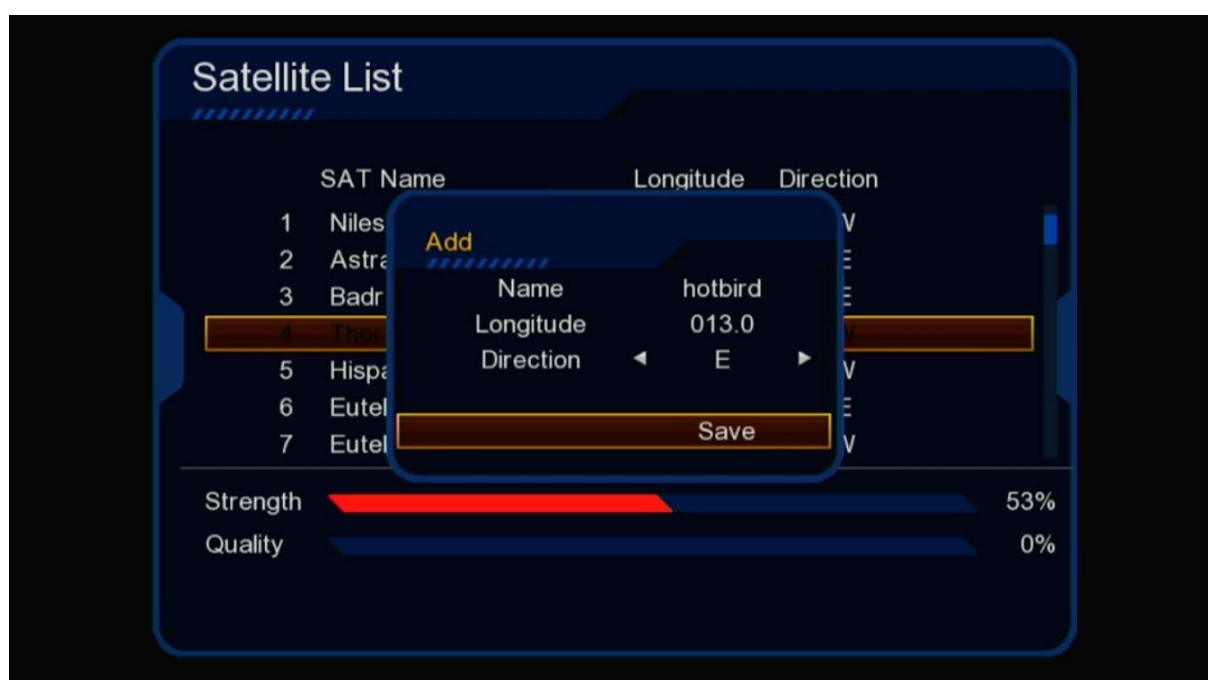 Satellite List
SAT Name Longitude Direction
1 Niles
2 Astra
3 Badr E
4 Thor
5 Hispa
6 Eutel E
7 Eutel
Add
Name hotbird
Longitude 013.0
Direction E
Save
Strength 53%
Quality 0%